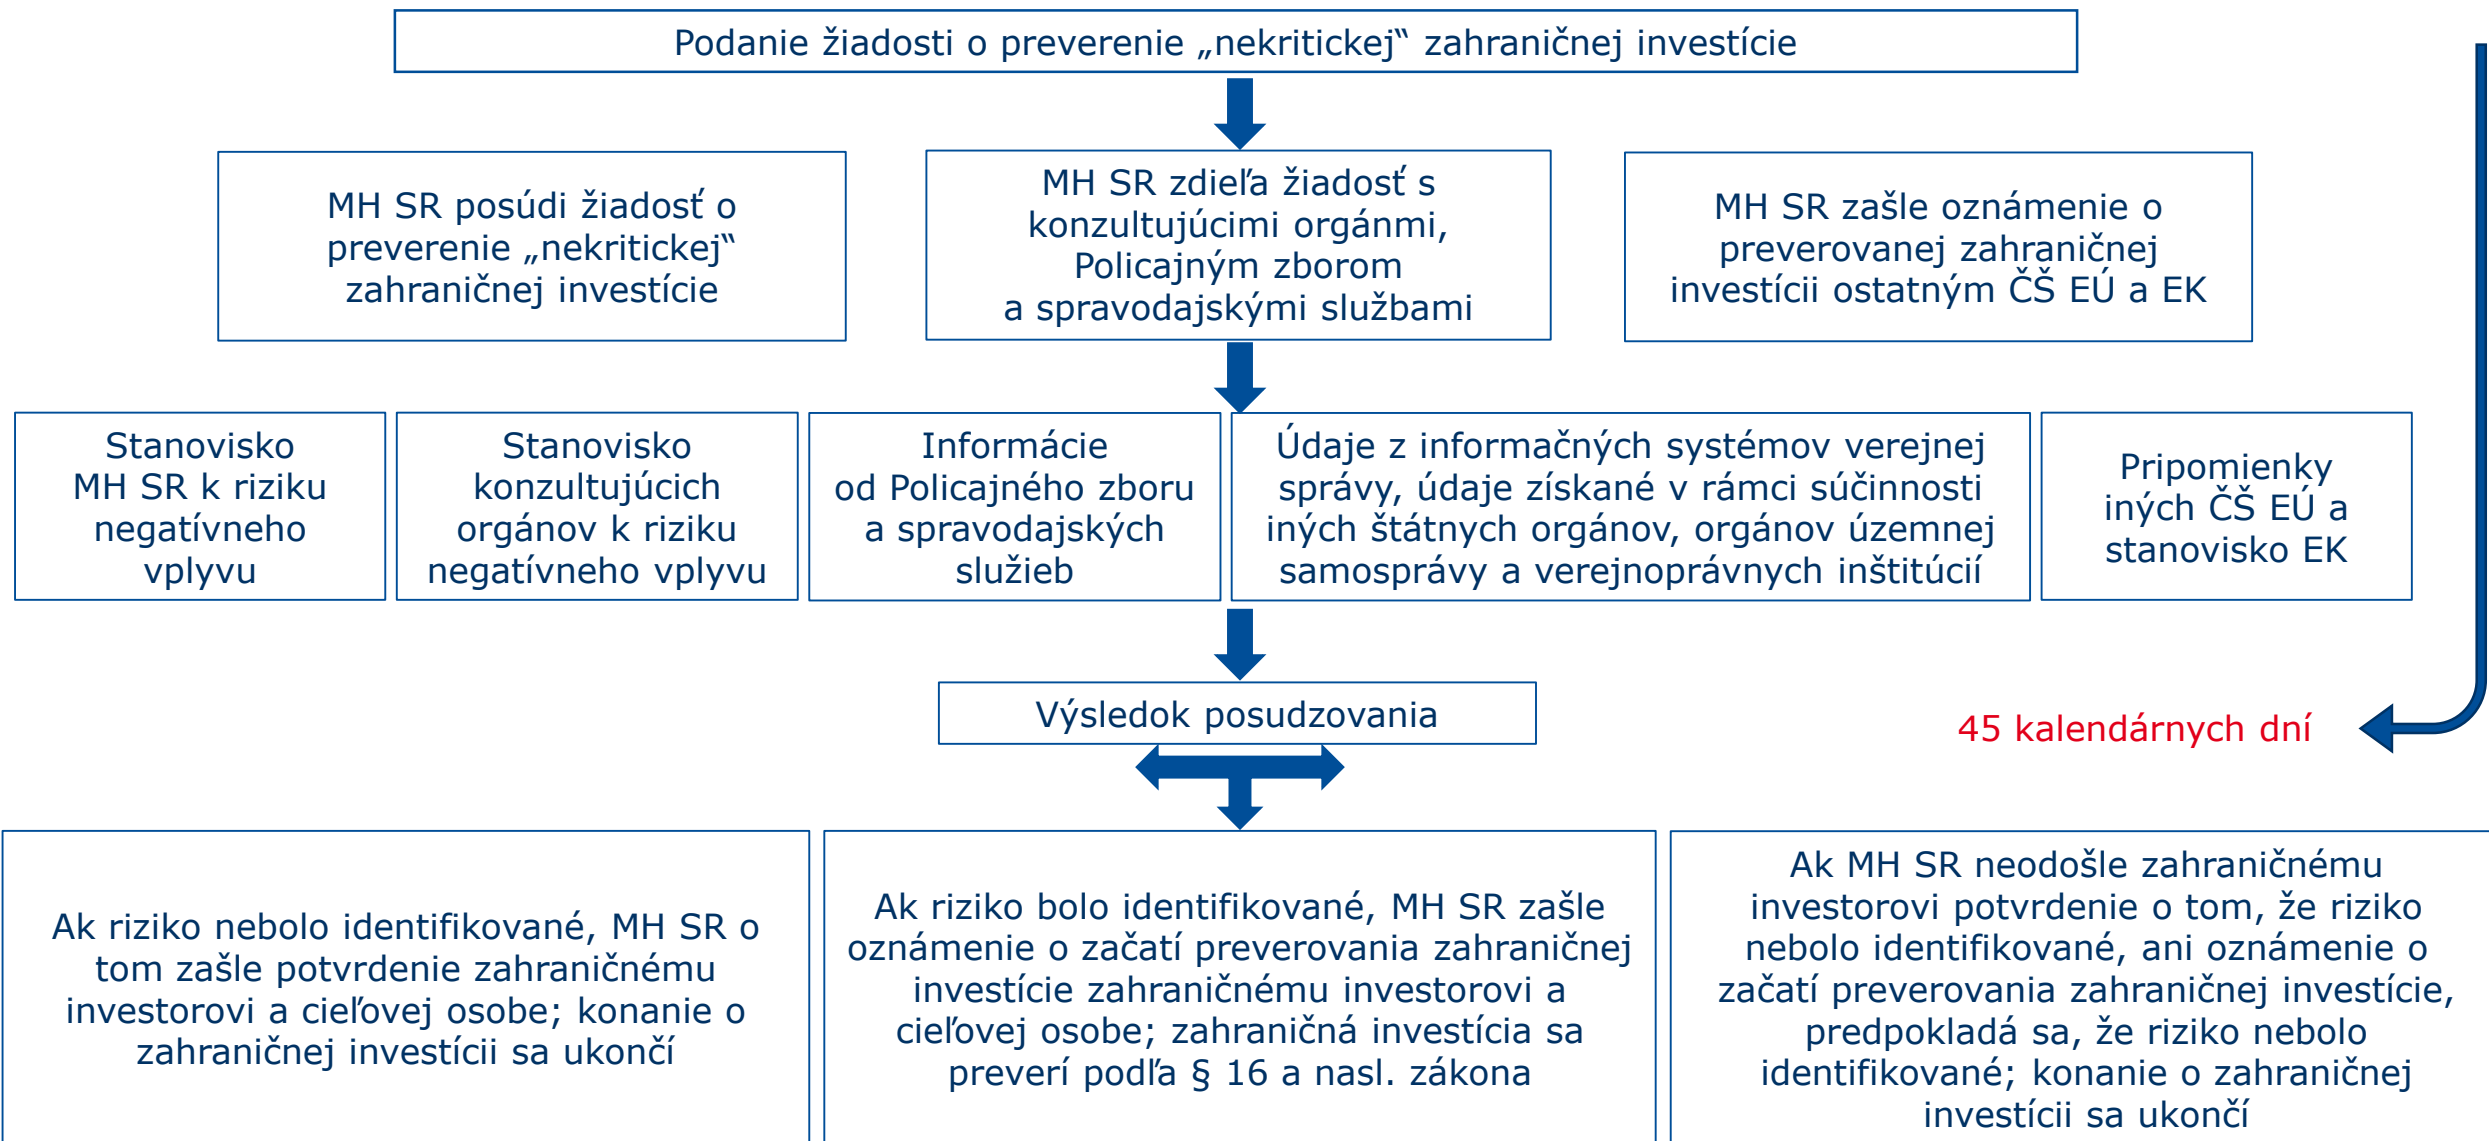 Podanie žiadosti o preverenie „nekritickej“ zahraničnej investície
MH SR posúdi žiadosť o
preverenie „nekritickej“
zahraničnej investície
MH SR zdieľa žiadosť s
konzultujúcimi orgánmi,
Policajným zborom
a spravodajskými službami
MH SR zašle oznámenie o
preverovanej zahraničnej
investícii ostatným ČŠ EÚ a EK
Stanovisko
MH SR k riziku
negatívneho
vplyvu
Stanovisko
konzultujúcich
orgánov k riziku
negatívneho vplyvu
Informácie
od Policajného zboru
a spravodajských
služieb
Údaje z informačných systémov verejnej
správy, údaje získané v rámci súčinnosti
iných štátnych orgánov, orgánov územnej
samosprávy a verejnoprávnych inštitúcií
Pripomienky
iných ČŠ EÚ a
stanovisko EK
Výsledok posudzovania
45 kalendárnych dní
Ak riziko nebolo identifikované, MH SR o
tom zašle potvrdenie zahraničnému
investorovi a cieľovej osobe; konanie o
zahraničnej investícii sa ukončí
Ak riziko bolo identifikované, MH SR zašle
oznámenie o začatí preverovania zahraničnej
investície zahraničnému investorovi a
cieľovej osobe; zahraničná investícia sa
preverí podľa § 16 a nasl. zákona
Ak MH SR neodošle zahraničnému
investorovi potvrdenie o tom, že riziko
nebolo identifikované, ani oznámenie o
začatí preverovania zahraničnej investície,
predpokladá sa, že riziko nebolo
identifikované; konanie o zahraničnej
investícii sa ukončí